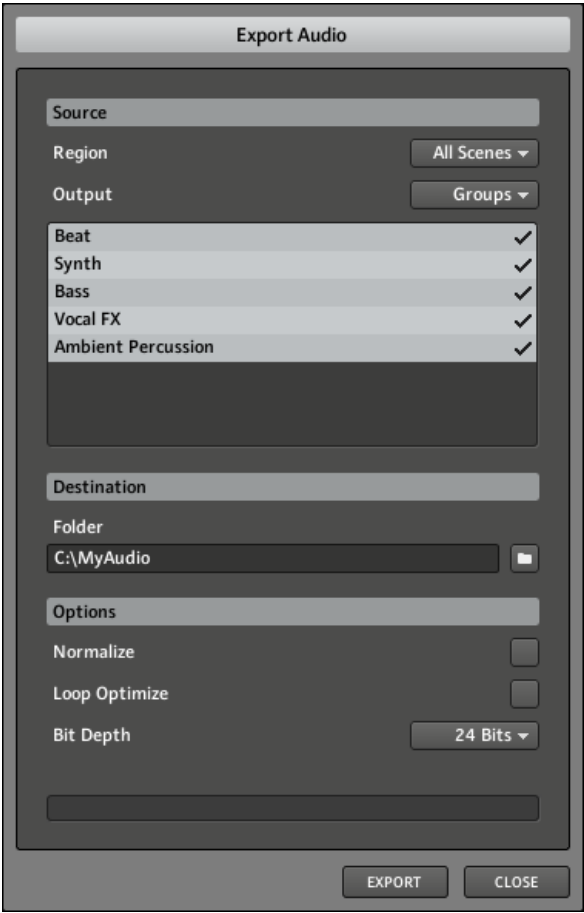 Export Audio
Source
Region All Scenes
Output Groups
Beat
Synth
Bass
Vocal FX
Ambient Percussion
Destination
Folder
C:\MyAudio
Options
Normalize
Loop Optimize
Bit Depth 24 Bits
EXPORT CLOSE